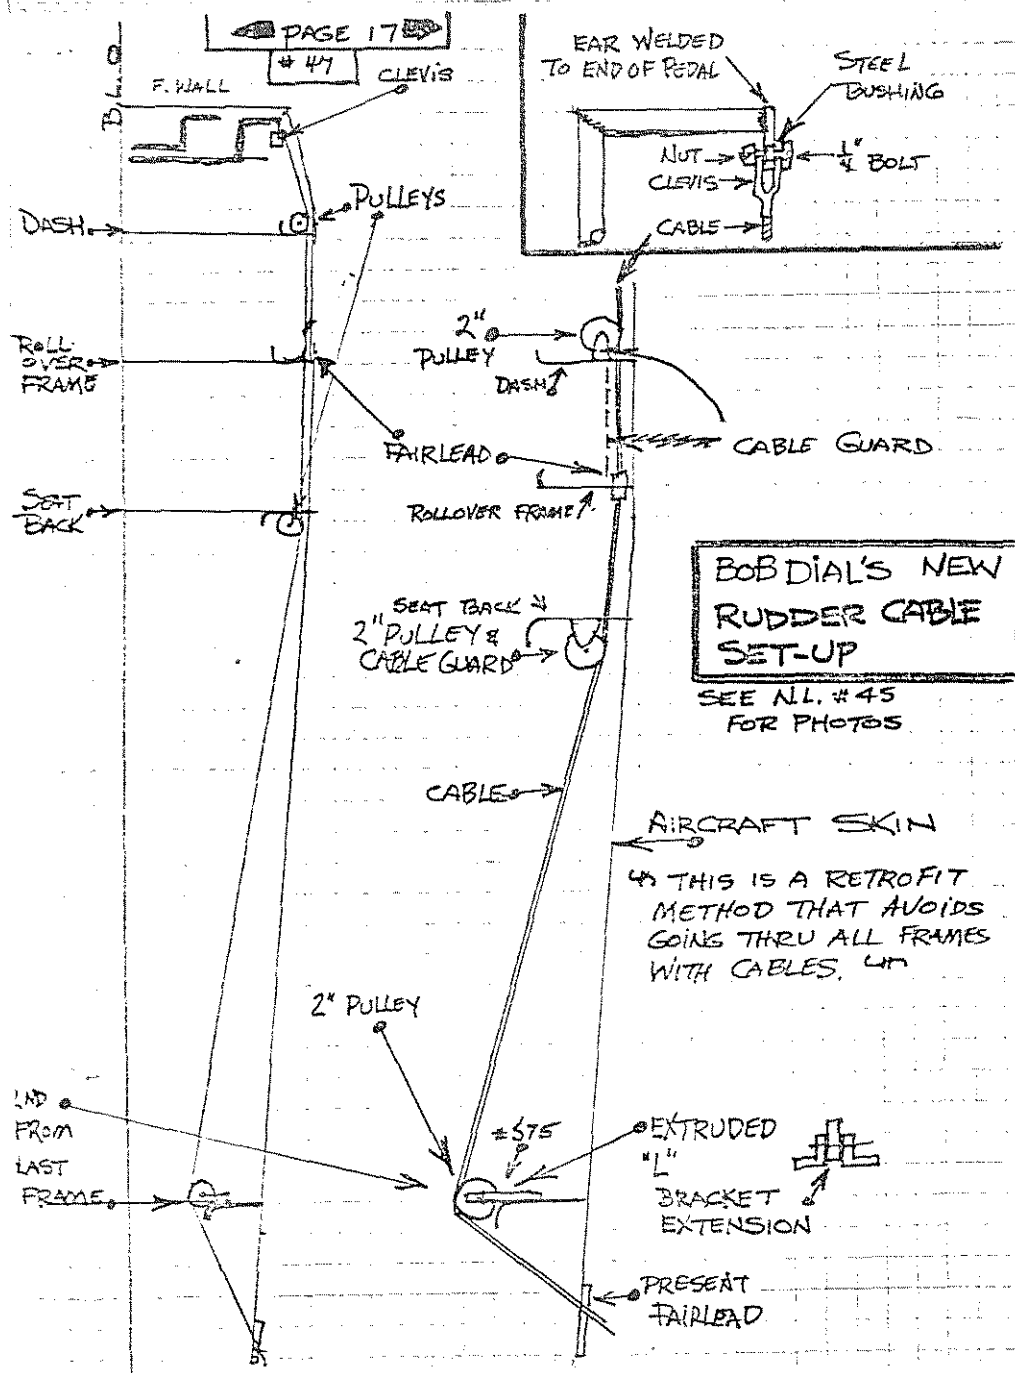 PAGE 17
# 47
B L O
F. WALL
CLEVIS
PULLEYS
DASH
ROLL
OVER
FRAME
SEAT
BACK
EAR WELDED
TO END OF PEDAL
STEEL
BUSHING
NUT
1/4" BOLT
CLEVIS
CABLE
2"
PULLEY
DASH
CABLE GUARD
FAIRLEAD
ROLLOVER FRAME
SEAT BACK
2" PULLEY &
CABLE GUARD
BOB DIAL'S NEW
RUDDER CABLE
SET-UP
SEE N.L. #45
FOR PHOTOS
CABLE
AIRCRAFT SKIN
THIS IS A RETROFIT
METHOD THAT AVOIDS
GOING THRU ALL FRAMES
WITH CABLES.
2" PULLEY
2ND
FROM
LAST
FRAME
EXTRUDED
"L"
BRACKET
EXTENSION
PRESENT
FAIRLEAD